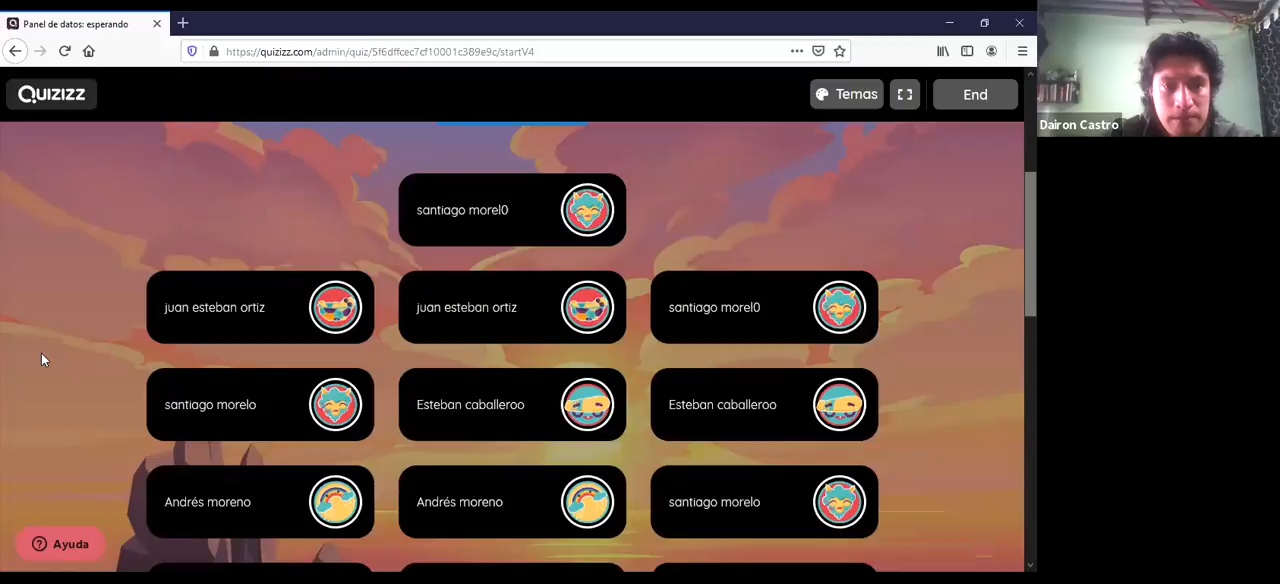 Panel de datos: esperando
https://quizizz.com/admin/quiz/5f6dffcec7cf10001c389e9c/startV4
Quizizz
Temas
End
Dairon Castro
santiago morel0
juan esteban ortiz
juan esteban ortiz
santiago morel0
santiago morelo
Esteban caballeroo
Esteban caballeroo
Andrés moreno
Andrés moreno
santiago morelo
Ayuda